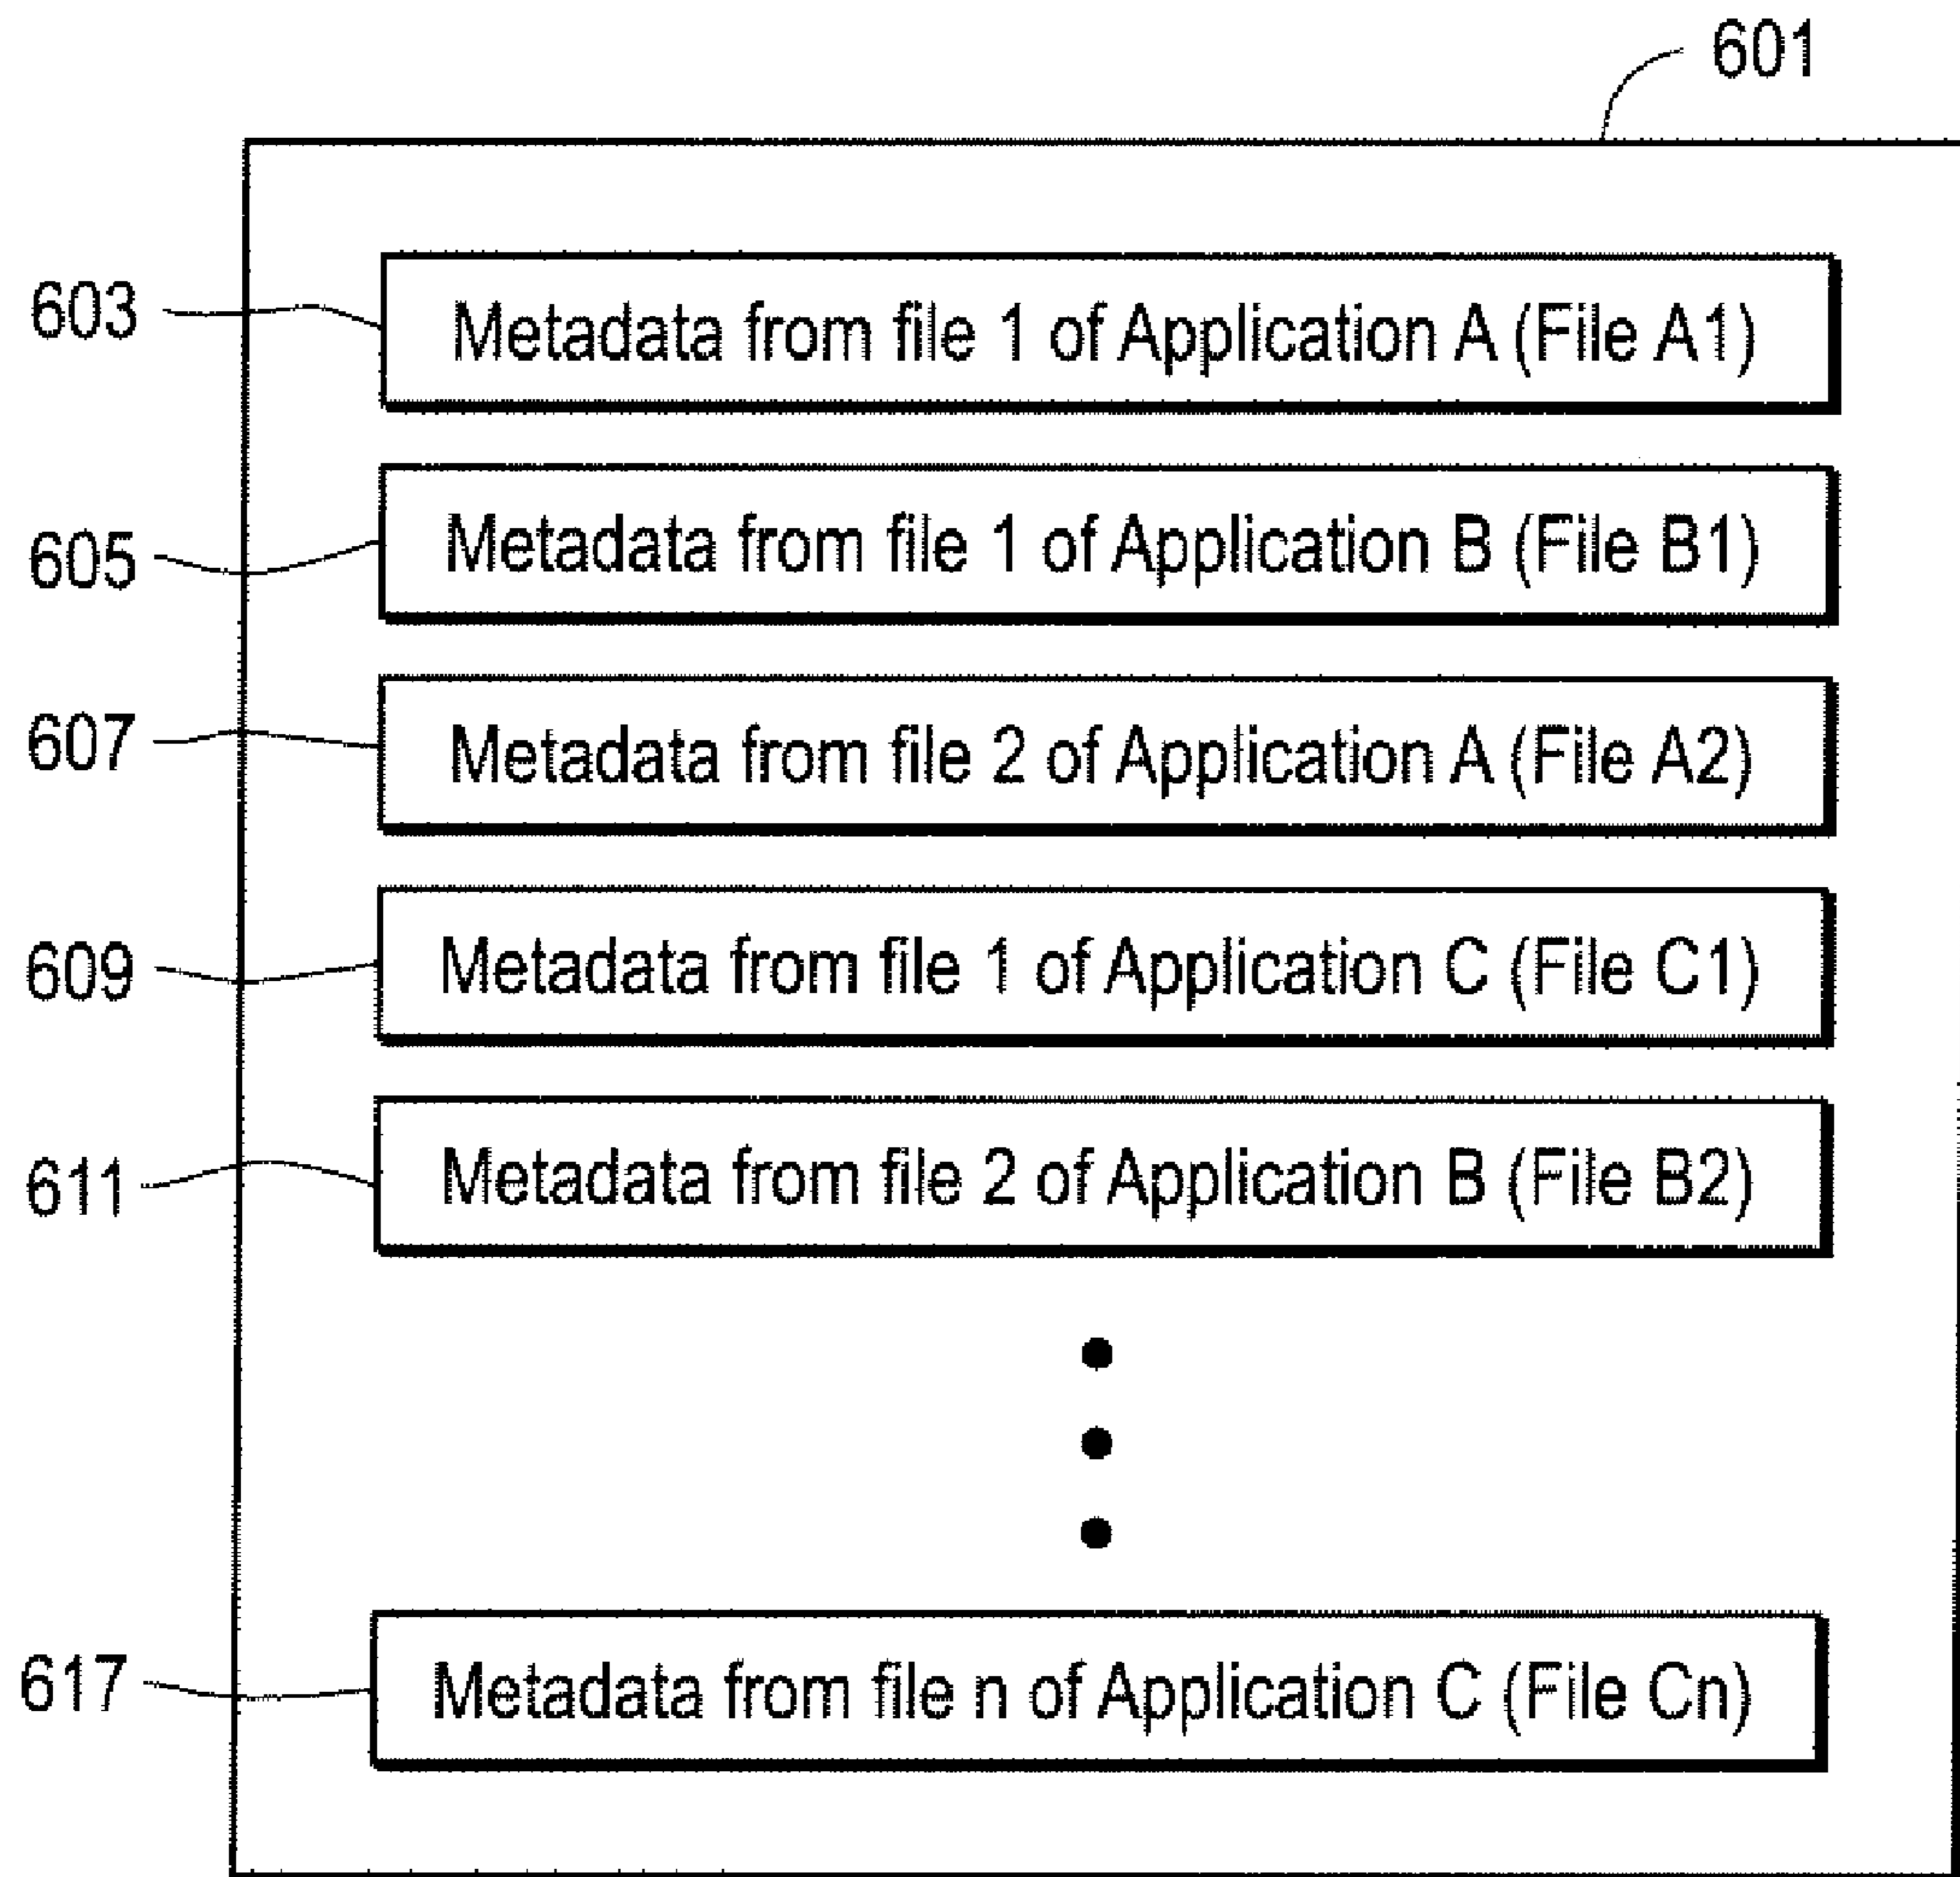 601
603 Metadata from file 1 of Application A (File A1)
605 Metadata from file 1 of Application B (File B1)
607 Metadata from file 2 of Application A (File A2)
609 Metadata from file 1 of Application C (File C1)
611 Metadata from file 2 of Application B (File B2)
617 Metadata from file n of Application C (File Cn)